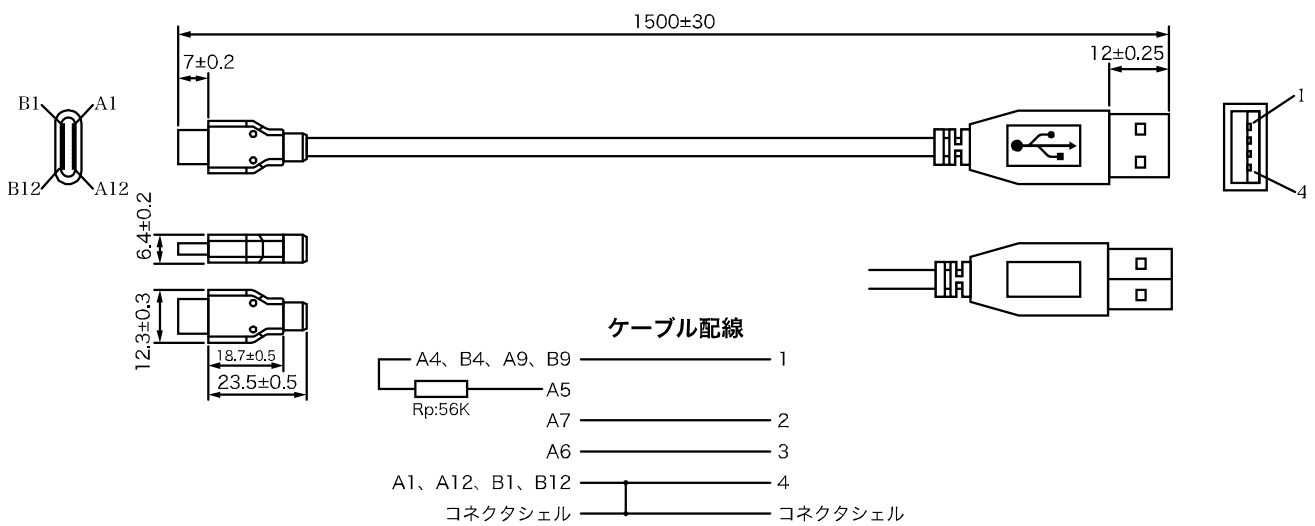 1500±30
7±0.2
12±0.25
B1
A1
1
B12
A12
4
6.4±0.2
12.3±0.3
18.7±0.5
23.5±0.5
ケーブル配線
A4、B4、A9、B9 1
A5
Rp:56K
A7 2
A6 3
A1、A12、B1、B12 4
コネクタシェル コネクタシェル